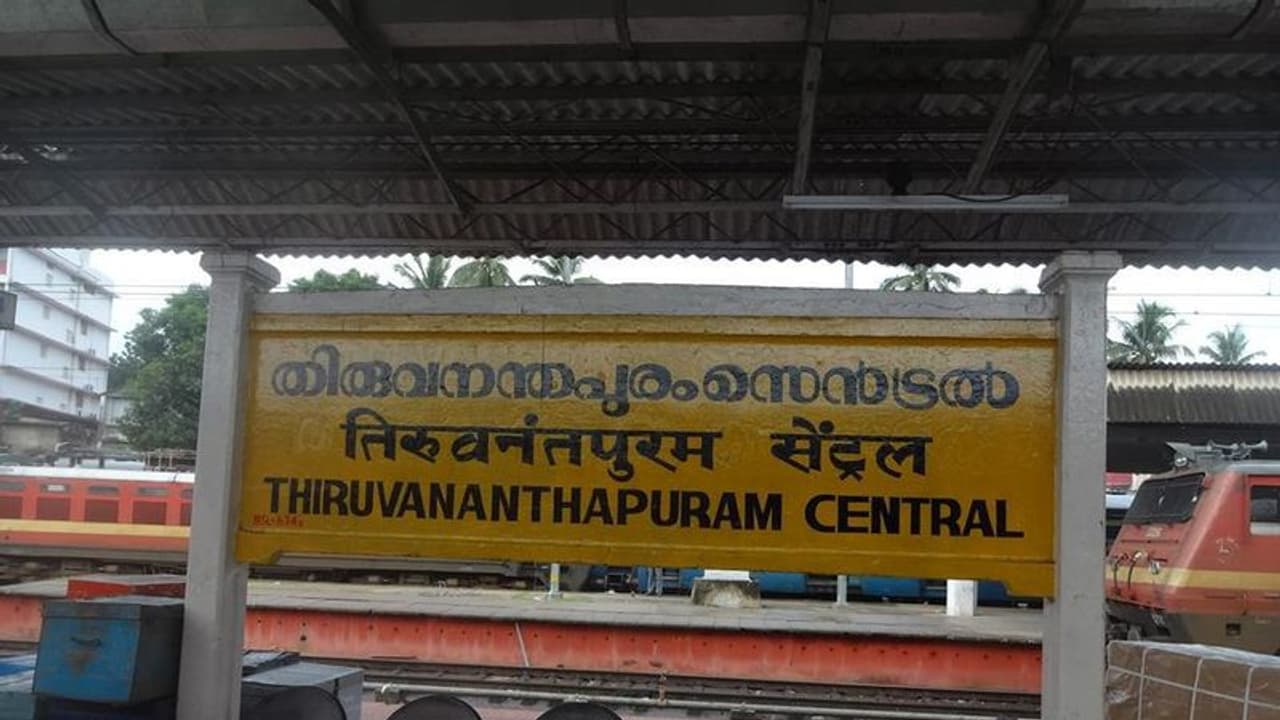 തിരുവനന്തപുരം സെൻട്രൽ
तिरुवनंतपुरम सेंट्रल
THIRUVANANTHAPURAM CENTRAL